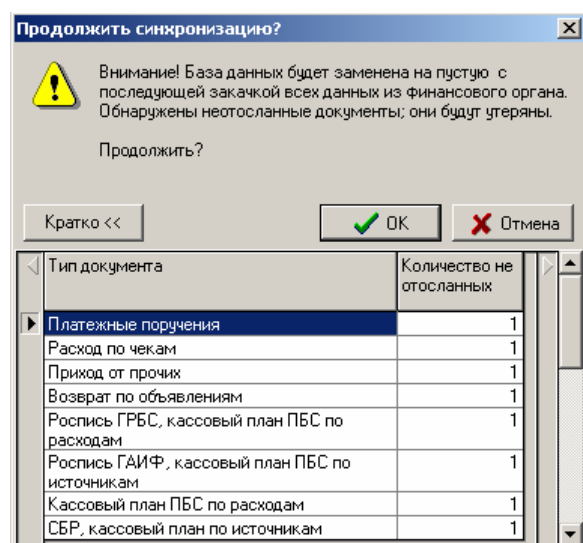 Продолжить синхронизацию?
Внимание! База данных будет заменена на пустую с
последующей закачкой всех данных из финансового органа.
Обнаружены неотосланные документы; они будут утеряны.
Продолжить?
Кратко <<
OK
Отмена
Тип документа
Количество не
отосланных
Платежные поручения 1
Расход по чекам 1
Приход от прочих 1
Возврат по объявлениям 1
Роспись ГРБС, кассовый план ПБС по 1
расходам
Роспись ГАИФ, кассовый план ПБС по 1
источникам
Кассовый план ПБС по расходам 1
СБР, кассовый план по источникам 1